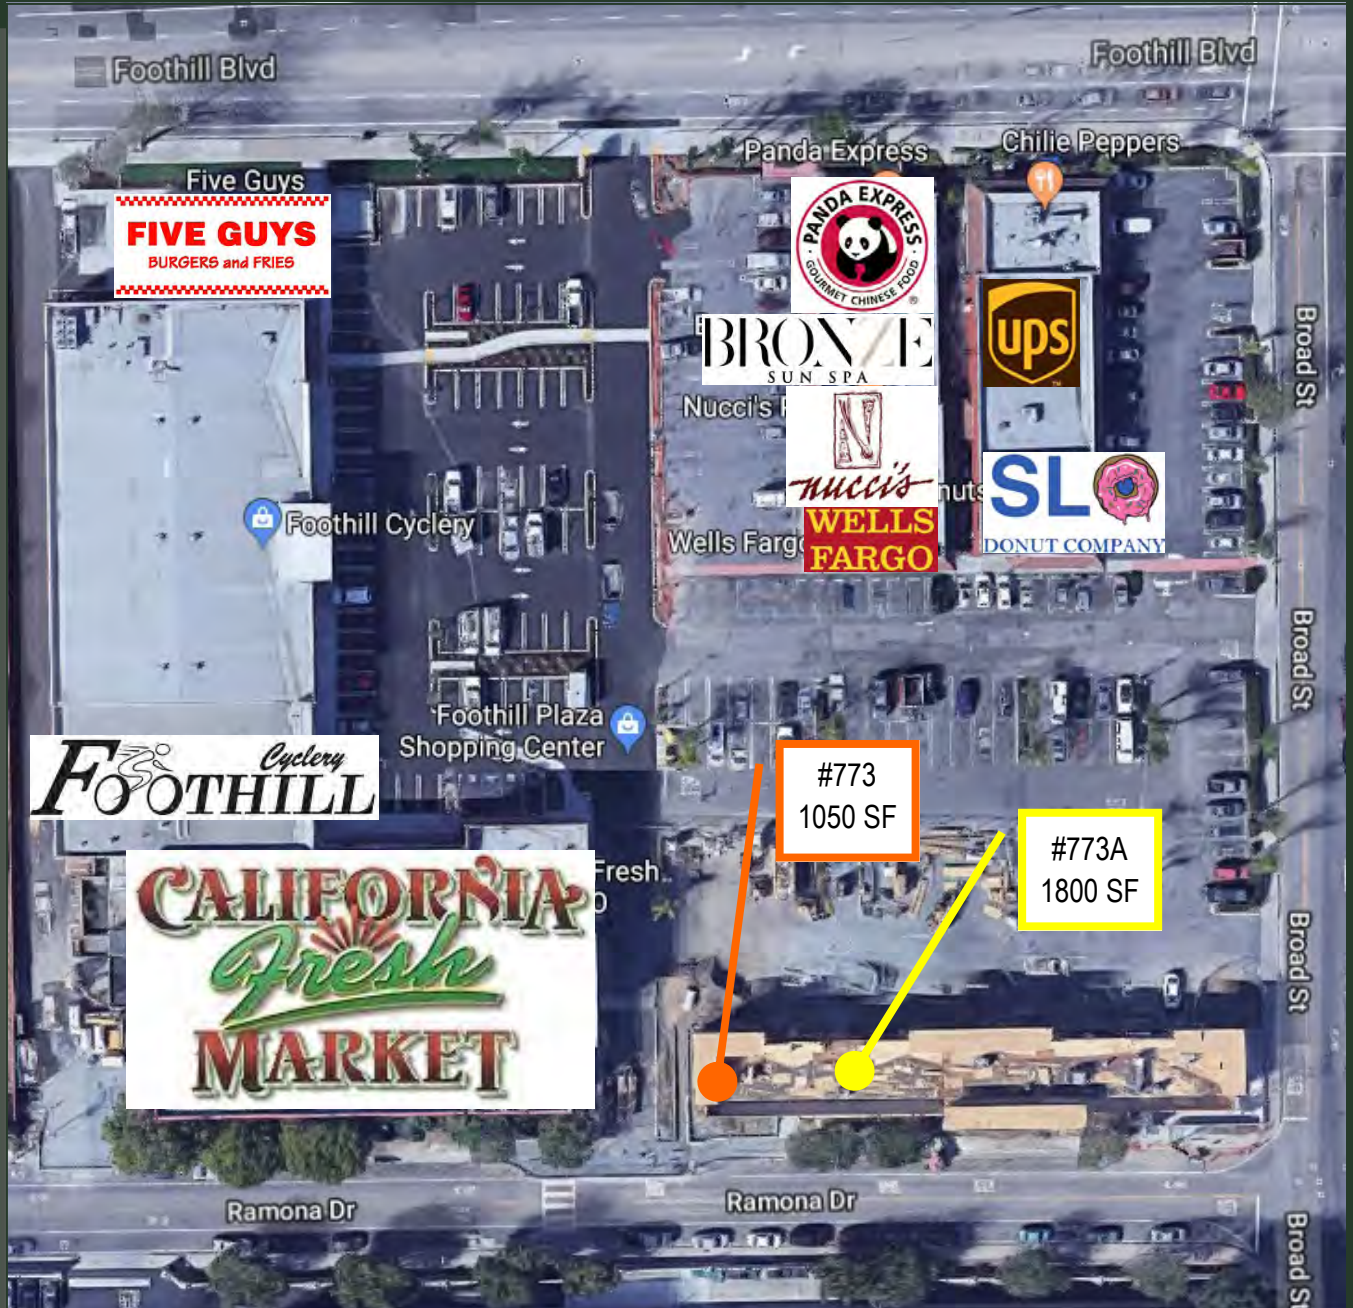 Foothill Blvd
Foothill Blvd
Five Guys
FIVE GUYS
BURGERS and FRIES
Panda Express
Chilie Peppers
PANDA EXPRESS
GOURMET CHINESE FOOD
®
BRONZE
SUN SPA
ups
TM
Nucci's
N
nucci's
Wells Fargo
WELLS
FARGO
nuts
SL
DONUT COMPANY
Broad St
Foothill Cyclery
Broad St
Foothill Plaza
Shopping Center
Cyclery
FOOTHILL
#773
1050 SF
#773A
1800 SF
Fresh..
CALIFORNIA
Fresh
MARKET
Broad St
Ramona Dr
Ramona Dr
Broad S